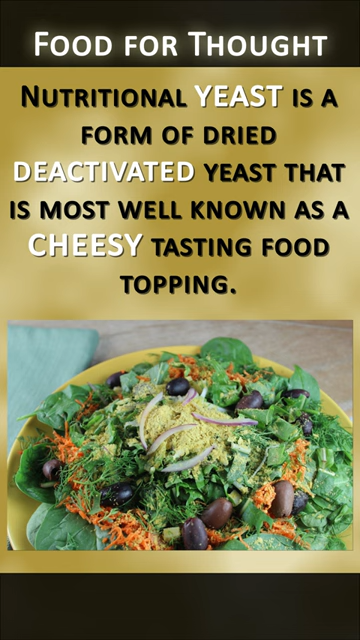 Food for Thought
Nutritional YEAST is a
form of dried
DEACTIVATED yeast that
is most well known as a
CHEESY tasting food
topping.